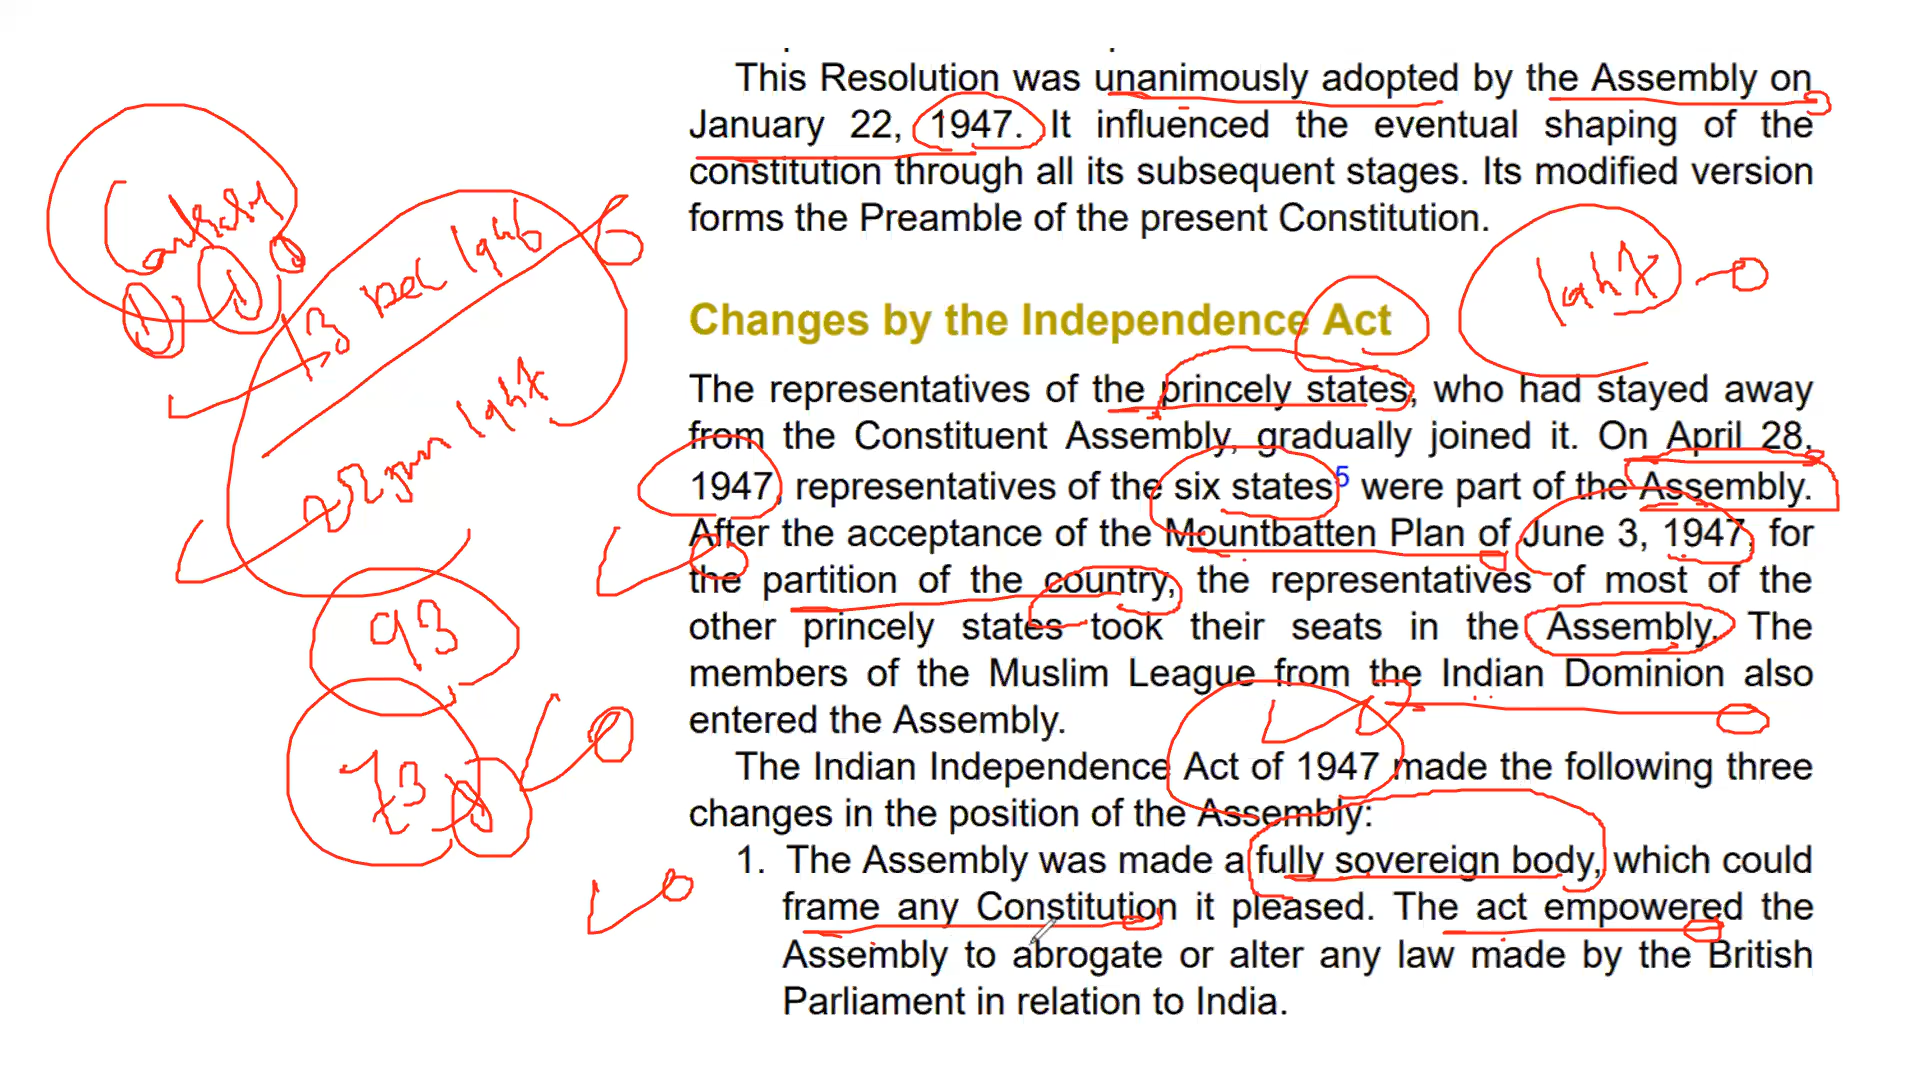 This Resolution was unanimously adopted by the Assembly on
January 22, 1947. It influenced the eventual shaping of the
constitution through all its subsequent stages. Its modified version
forms the Preamble of the present Constitution.
Changes by the Independence Act
The representatives of the princely states, who had stayed away
from the Constituent Assembly, gradually joined it. On April 28,
1947, representatives of the six states5 were part of the Assembly.
After the acceptance of the Mountbatten Plan of June 3, 1947, for
the partition of the country, the representatives of most of the
other princely states took their seats in the Assembly. The
members of the Muslim League from the Indian Dominion also
entered the Assembly.
The Indian Independence Act of 1947 made the following three
changes in the position of the Assembly:
1. The Assembly was made a fully sovereign body, which could
frame any Constitution it pleased. The act empowered the
Assembly to abrogate or alter any law made by the British
Parliament in relation to India.
13 Dec 1946
1947
93